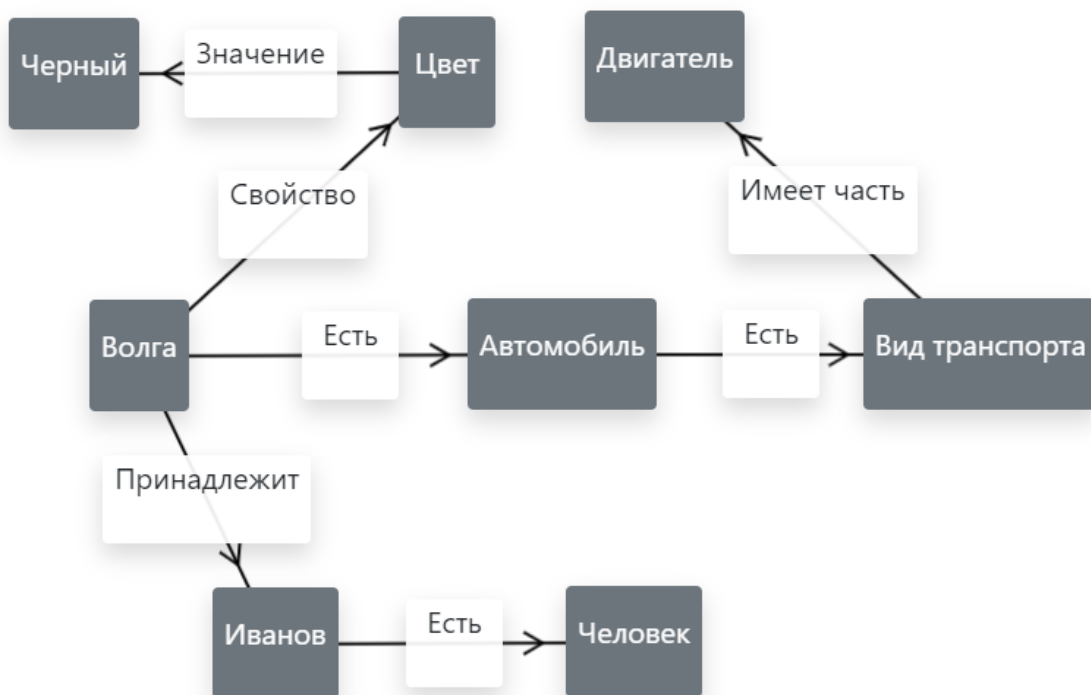 Черный
Значение
Цвет
Двигатель
Свойство
Имеет часть
Волга
Есть
Автомобиль
Есть
Вид транспорта
Принадлежит
Иванов
Есть
Человек